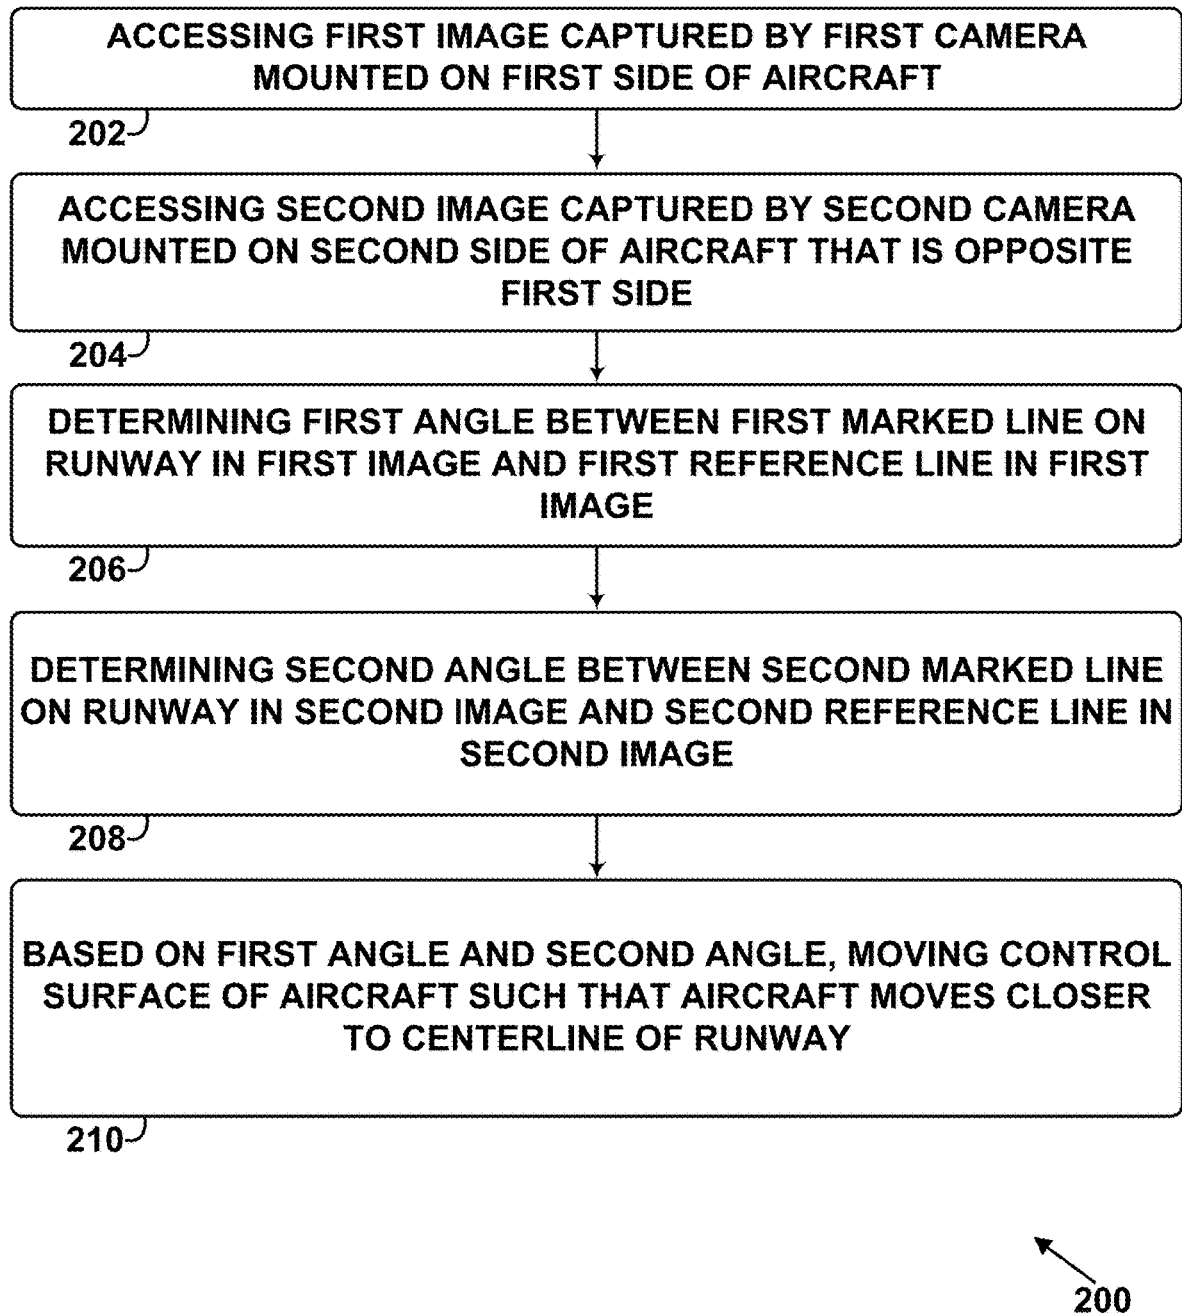 ACCESSING FIRST IMAGE CAPTURED BY FIRST CAMERA
MOUNTED ON FIRST SIDE OF AIRCRAFT
202
ACCESSING SECOND IMAGE CAPTURED BY SECOND CAMERA
MOUNTED ON SECOND SIDE OF AIRCRAFT THAT IS OPPOSITE
FIRST SIDE
204
DETERMINING FIRST ANGLE BETWEEN FIRST MARKED LINE ON
RUNWAY IN FIRST IMAGE AND FIRST REFERENCE LINE IN FIRST
IMAGE
206
DETERMINING SECOND ANGLE BETWEEN SECOND MARKED LINE
ON RUNWAY IN SECOND IMAGE AND SECOND REFERENCE LINE IN
SECOND IMAGE
208
BASED ON FIRST ANGLE AND SECOND ANGLE, MOVING CONTROL
SURFACE OF AIRCRAFT SUCH THAT AIRCRAFT MOVES CLOSER
TO CENTERLINE OF RUNWAY
210
200